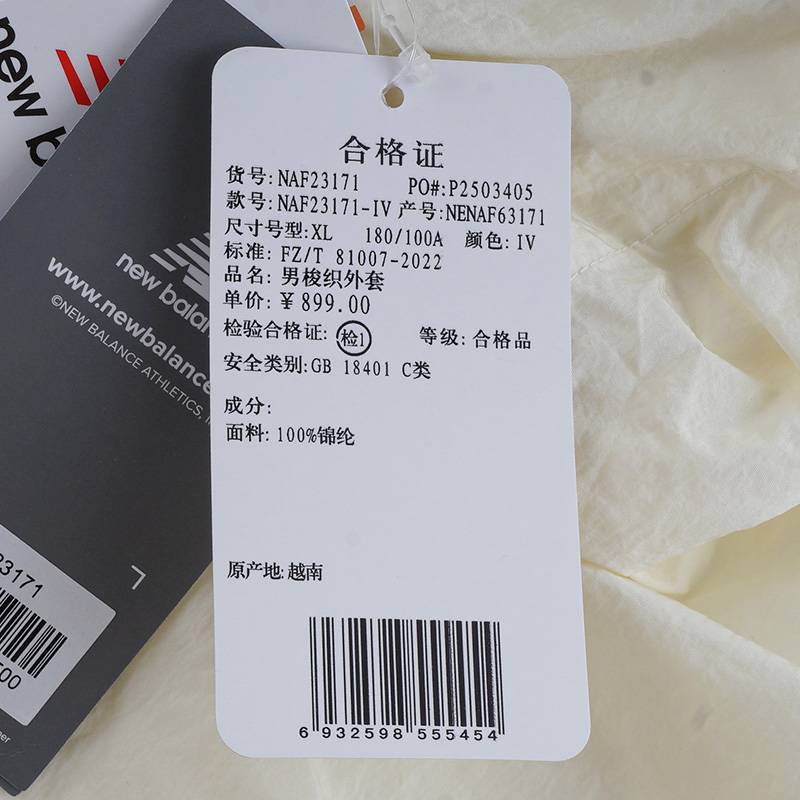 new b
new balan
www.newbalance
©NEW BALANCE ATHLETICS, I
23171
合格证
货号: NAF23171 PO#:P2503405
款号: NAF23171-IV 产号:NENAF63171
尺寸号型:XL 180/100A 颜色: IV
标准: FZ/T 81007-2022
品名: 男梭织外套
单价: ¥899.00
检验合格证: 检1 等级: 合格品
安全类别:GB 18401 C类
成分:
面料: 100%锦纶
原产地: 越南
6 932598 555454